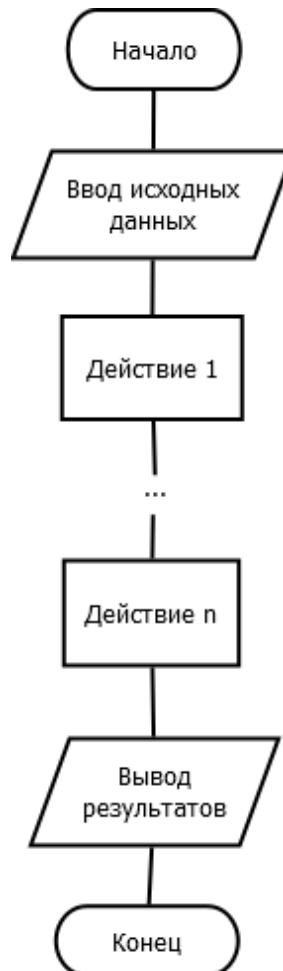 Начало
Ввод исходных
данных
Действие 1
...
Действие n
Вывод
результатов
Конец